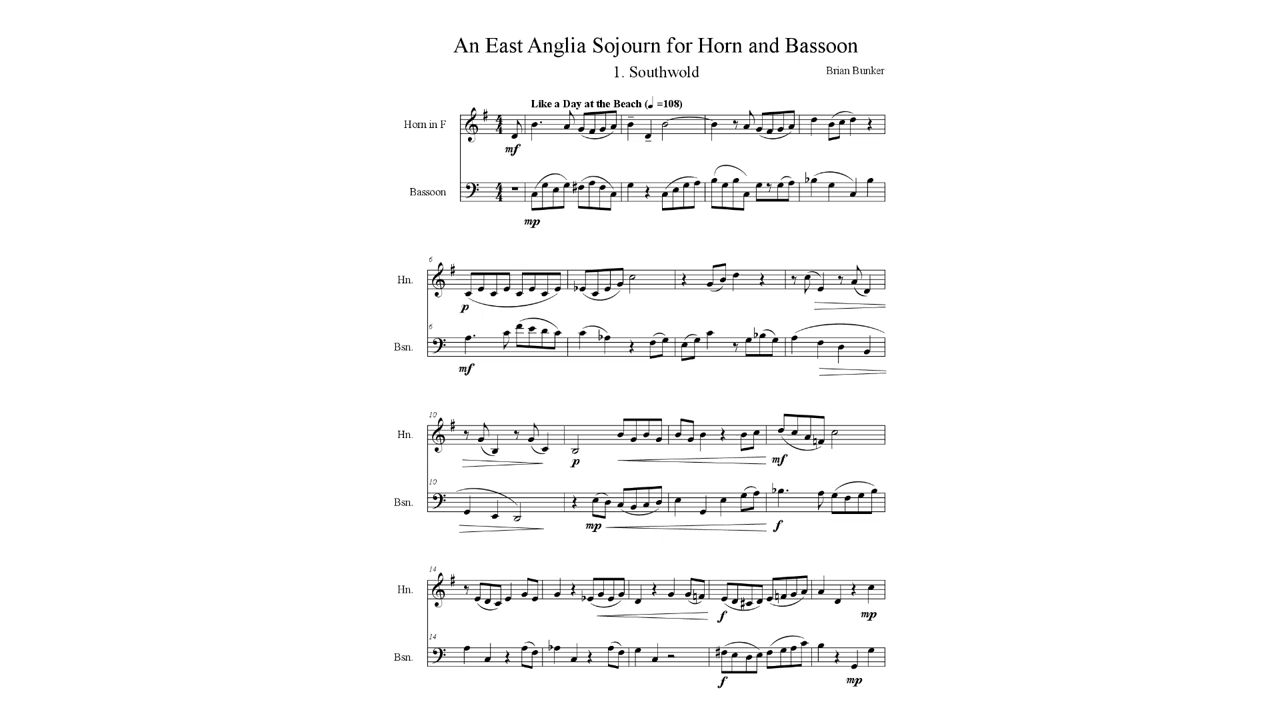 An East Anglia Sojourn for Horn and Bassoon
1. Southwold
Brian Bunker
Like a Day at the Beach (♩ =108)
Horn in F
mf
Bassoon
mp
6
Hn.
p
6
Bsn.
mf
10
Hn.
p
mf
10
Bsn.
mp
f
14
Hn.
f
mp
14
Bsn.
f
mp